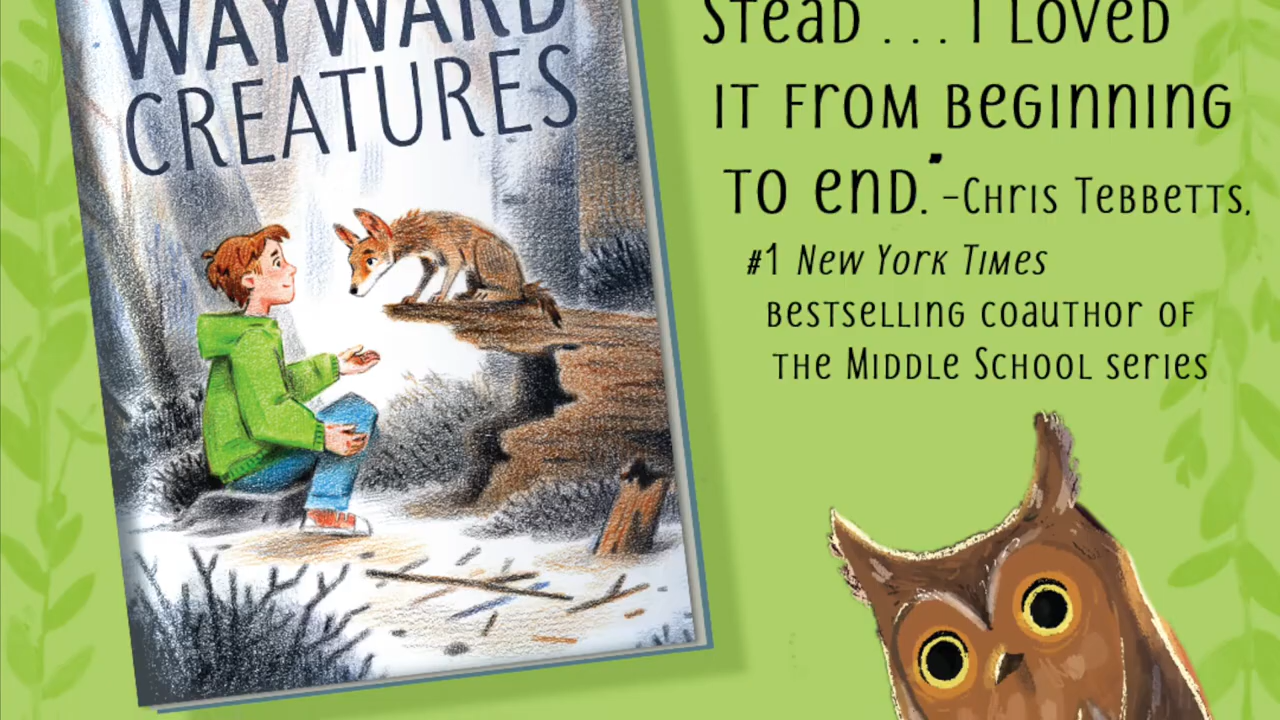 WAYWARD
CREATURES
Stead . . . I loved
it from beginning
to end."–Chris Tebbetts,
#1 New York Times
bestselling coauthor of
the Middle School series